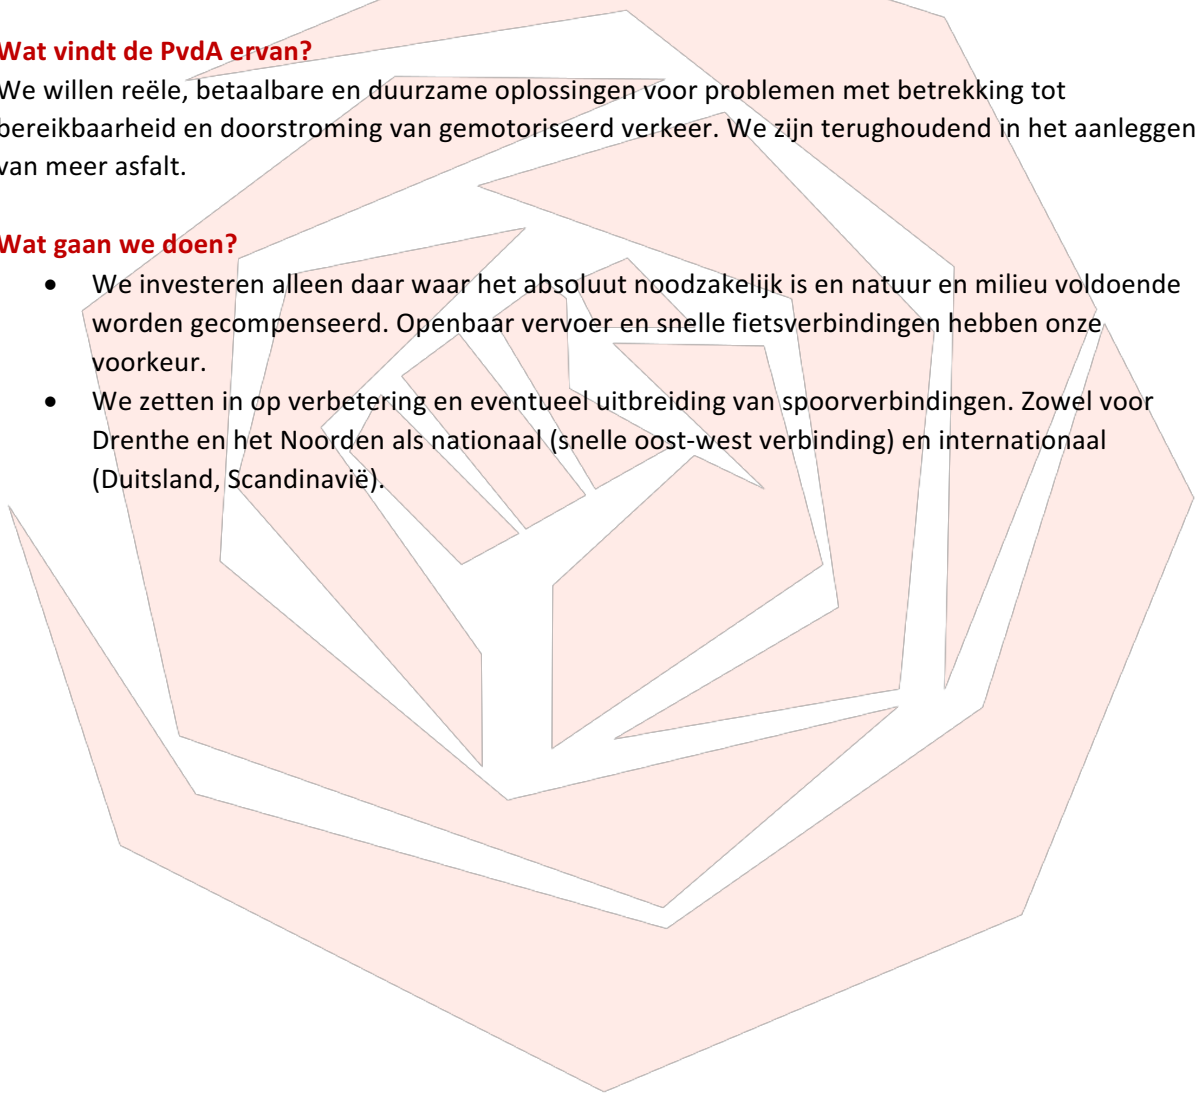 Wat vindt de PvdA ervan?
We willen reële, betaalbare en duurzame oplossingen voor problemen met betrekking tot
bereikbaarheid en doorstroming van gemotoriseerd verkeer. We zijn terughoudend in het aanleggen
van meer asfalt.
Wat gaan we doen?
• We investeren alleen daar waar het absoluut noodzakelijk is en natuur en milieu voldoende
worden gecompenseerd. Openbaar vervoer en snelle fietsverbindingen hebben onze
voorkeur.
• We zetten in op verbetering en eventueel uitbreiding van spoorverbindingen. Zowel voor
Drenthe en het Noorden als nationaal (snelle oost-west verbinding) en internationaal
(Duitsland, Scandinavië).